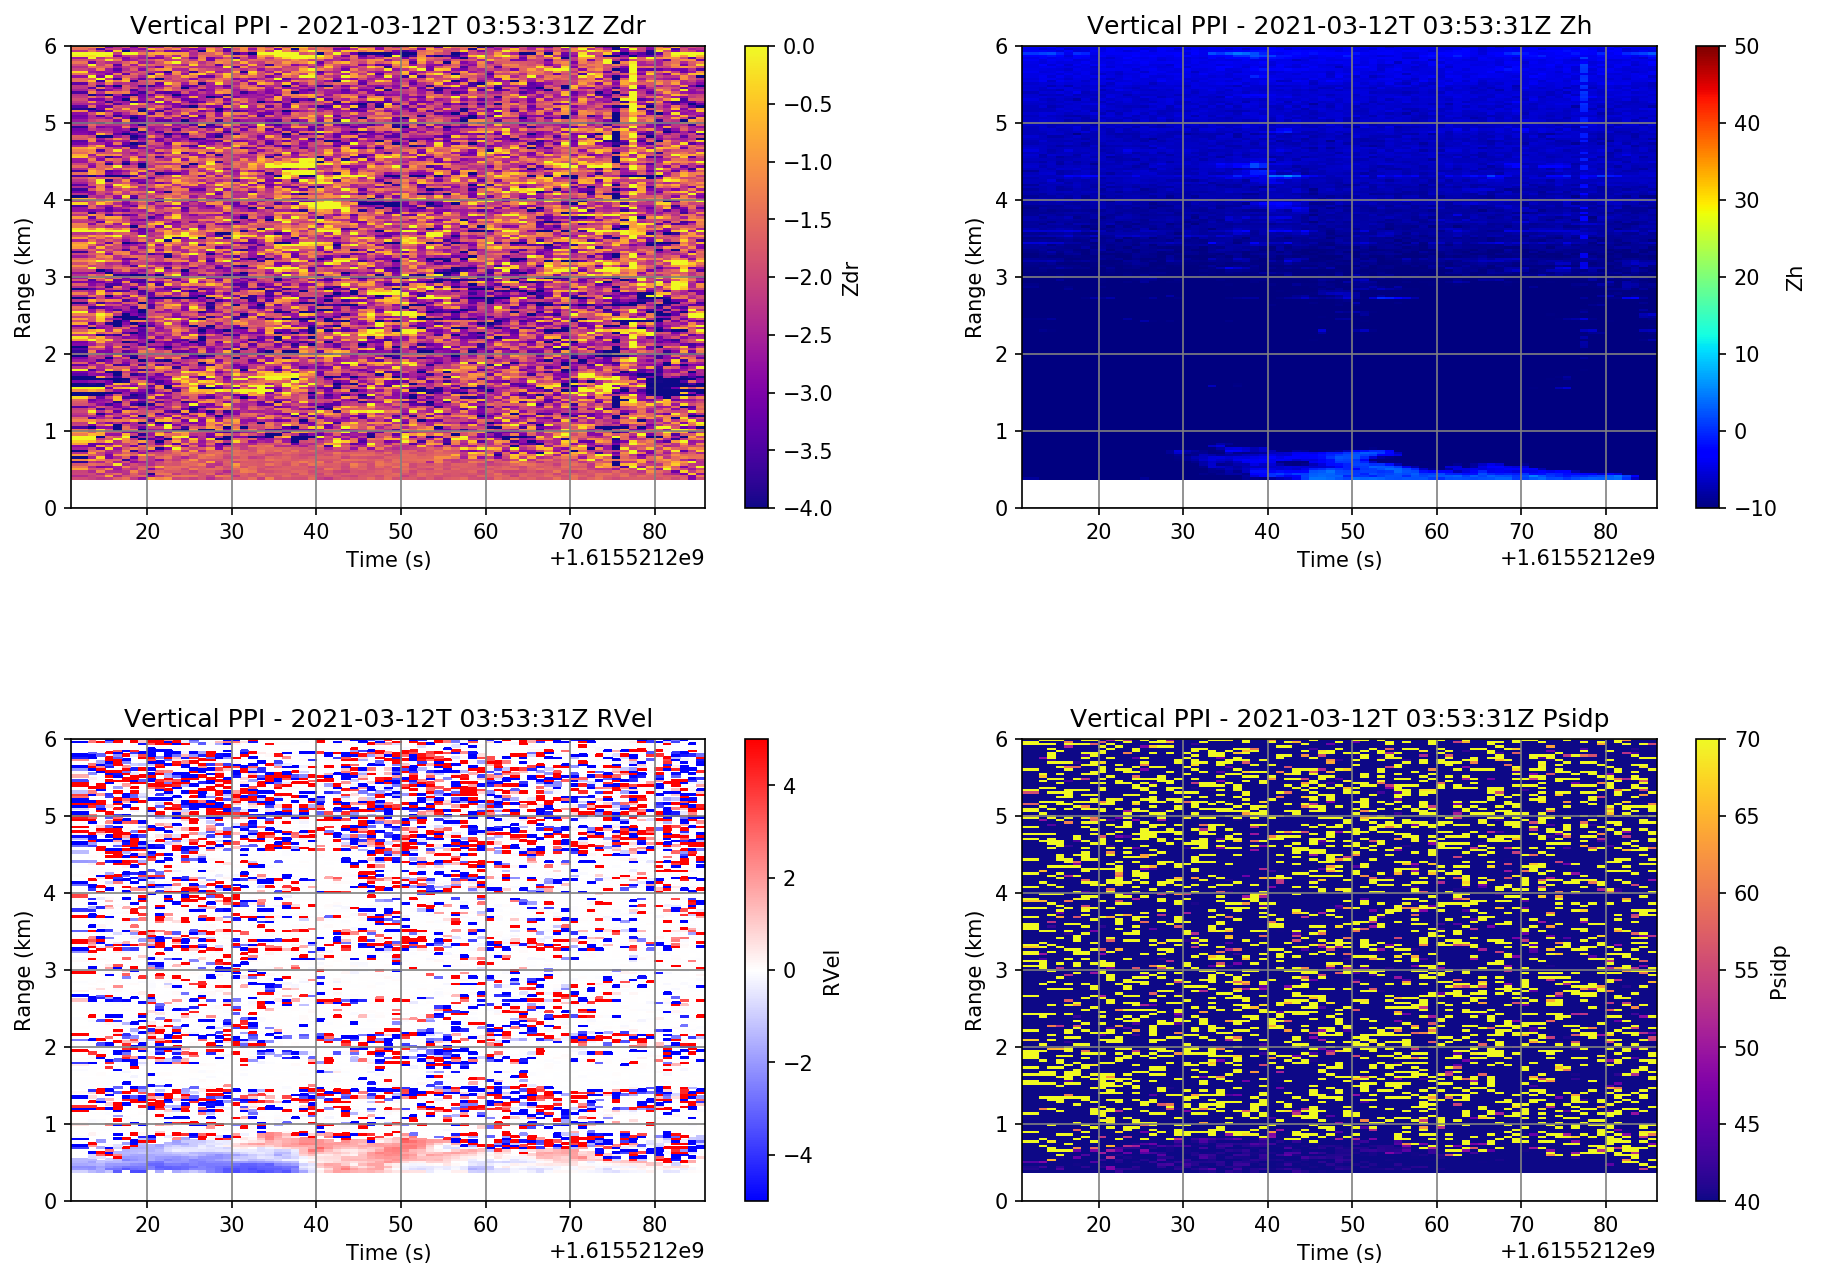 Vertical PPI - 2021-03-12T 03:53:31Z Zdr
6
5
4
3
2
1
0
Range (km)
20 30 40 50 60 70 80
Time (s)
+1.6155212e9
0.0
−0.5
−1.0
−1.5
−2.0
−2.5
−3.0
−3.5
−4.0
Zdr
Vertical PPI - 2021-03-12T 03:53:31Z Zh
6
5
4
3
2
1
0
Range (km)
20 30 40 50 60 70 80
Time (s)
+1.6155212e9
50
40
30
20
10
0
−10
Zh
Vertical PPI - 2021-03-12T 03:53:31Z RVel
6
5
4
3
2
1
0
Range (km)
20 30 40 50 60 70 80
Time (s)
+1.6155212e9
4
2
0
−2
−4
RVel
Vertical PPI - 2021-03-12T 03:53:31Z Psidp
6
5
4
3
2
1
0
Range (km)
20 30 40 50 60 70 80
Time (s)
+1.6155212e9
70
65
60
55
50
45
40
Psidp